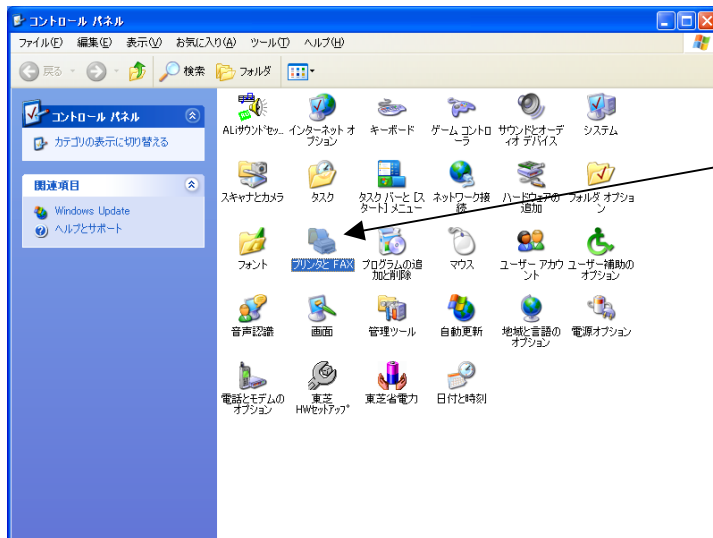 コントロール パネル
ファイル(F) 編集(E) 表示(V) お気に入り(A) ツール(T) ヘルプ(H)
戻る 検索 フォルダ
コントロール パネル
カテゴリの表示に切り替える
関連項目
Windows Update
ヘルプとサポート
ALiサウンドセッ...
インターネット オ
プション
キーボード
ゲーム コントロ
ーラ
サウンドとオーデ
ィオ デバイス
システム
スキャナとカメラ
タスク
タスク バーと [ス
タート] メニュー
ネットワーク接
続
ハードウェアの
追加
フォルダ オプショ
ン
フォント
プリンタと FAX
プログラムの追
加と削除
マウス
ユーザー アカウ
ント
ユーザー補助の
オプション
音声認識
画面
管理ツール
自動更新
地域と言語の
オプション
電源オプション
電話とモデムの
オプション
東芝
HWセットアップ
東芝省電力
日付と時刻